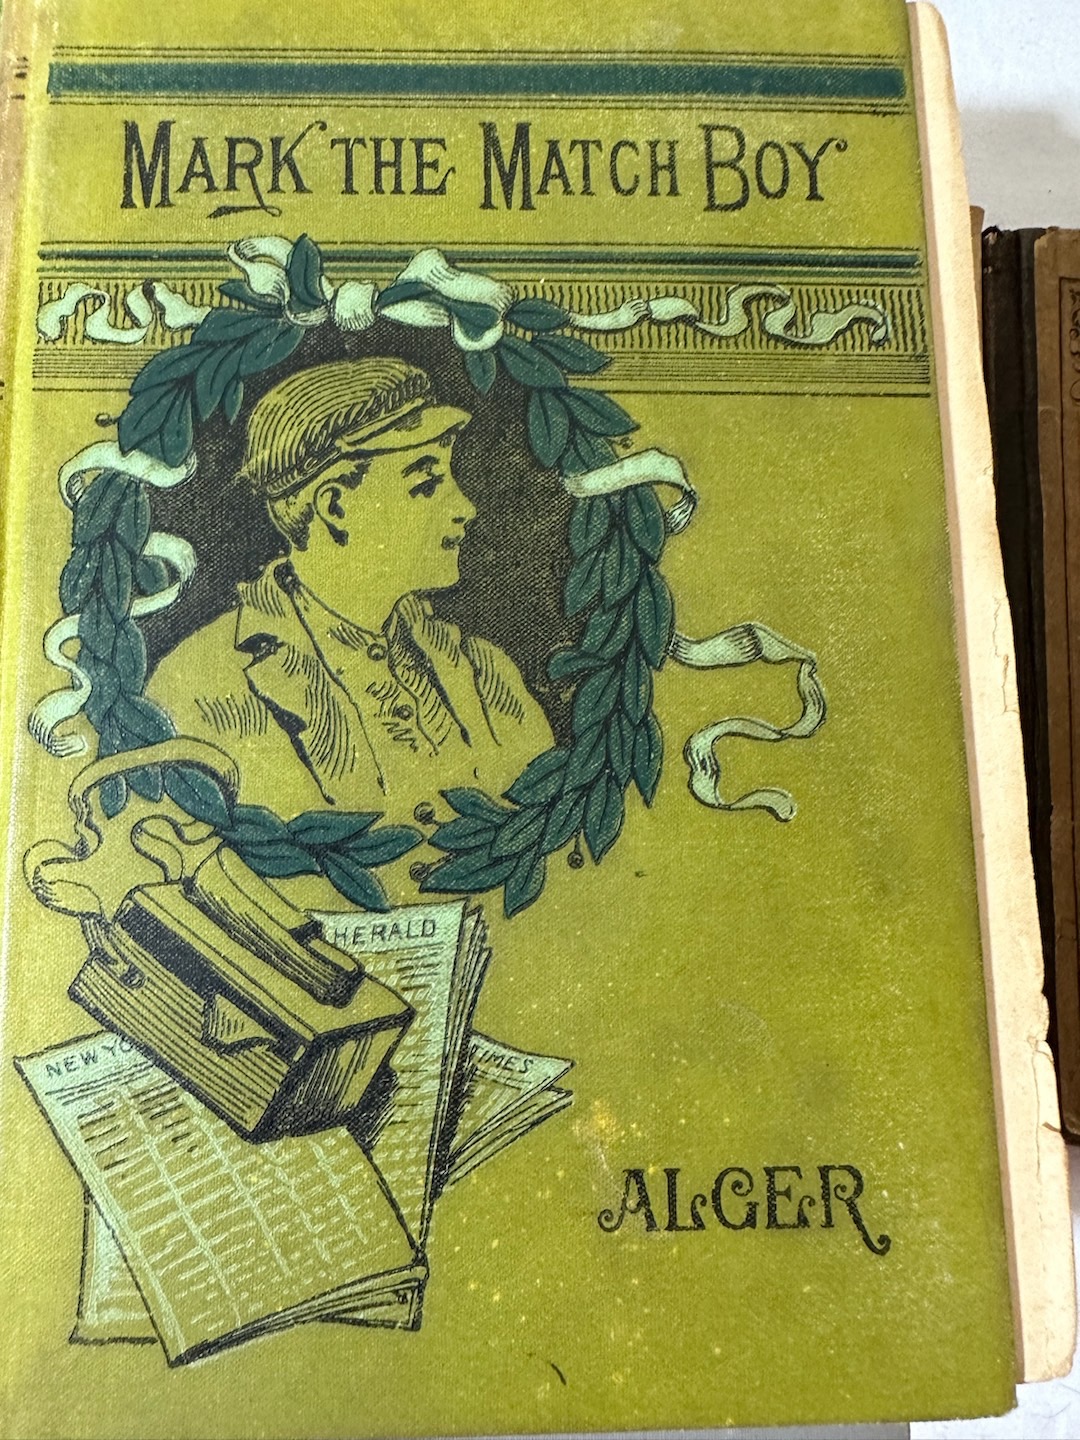 MARK THE MATCH BOY
HERALD
NEW YO
TIMES
ALGER